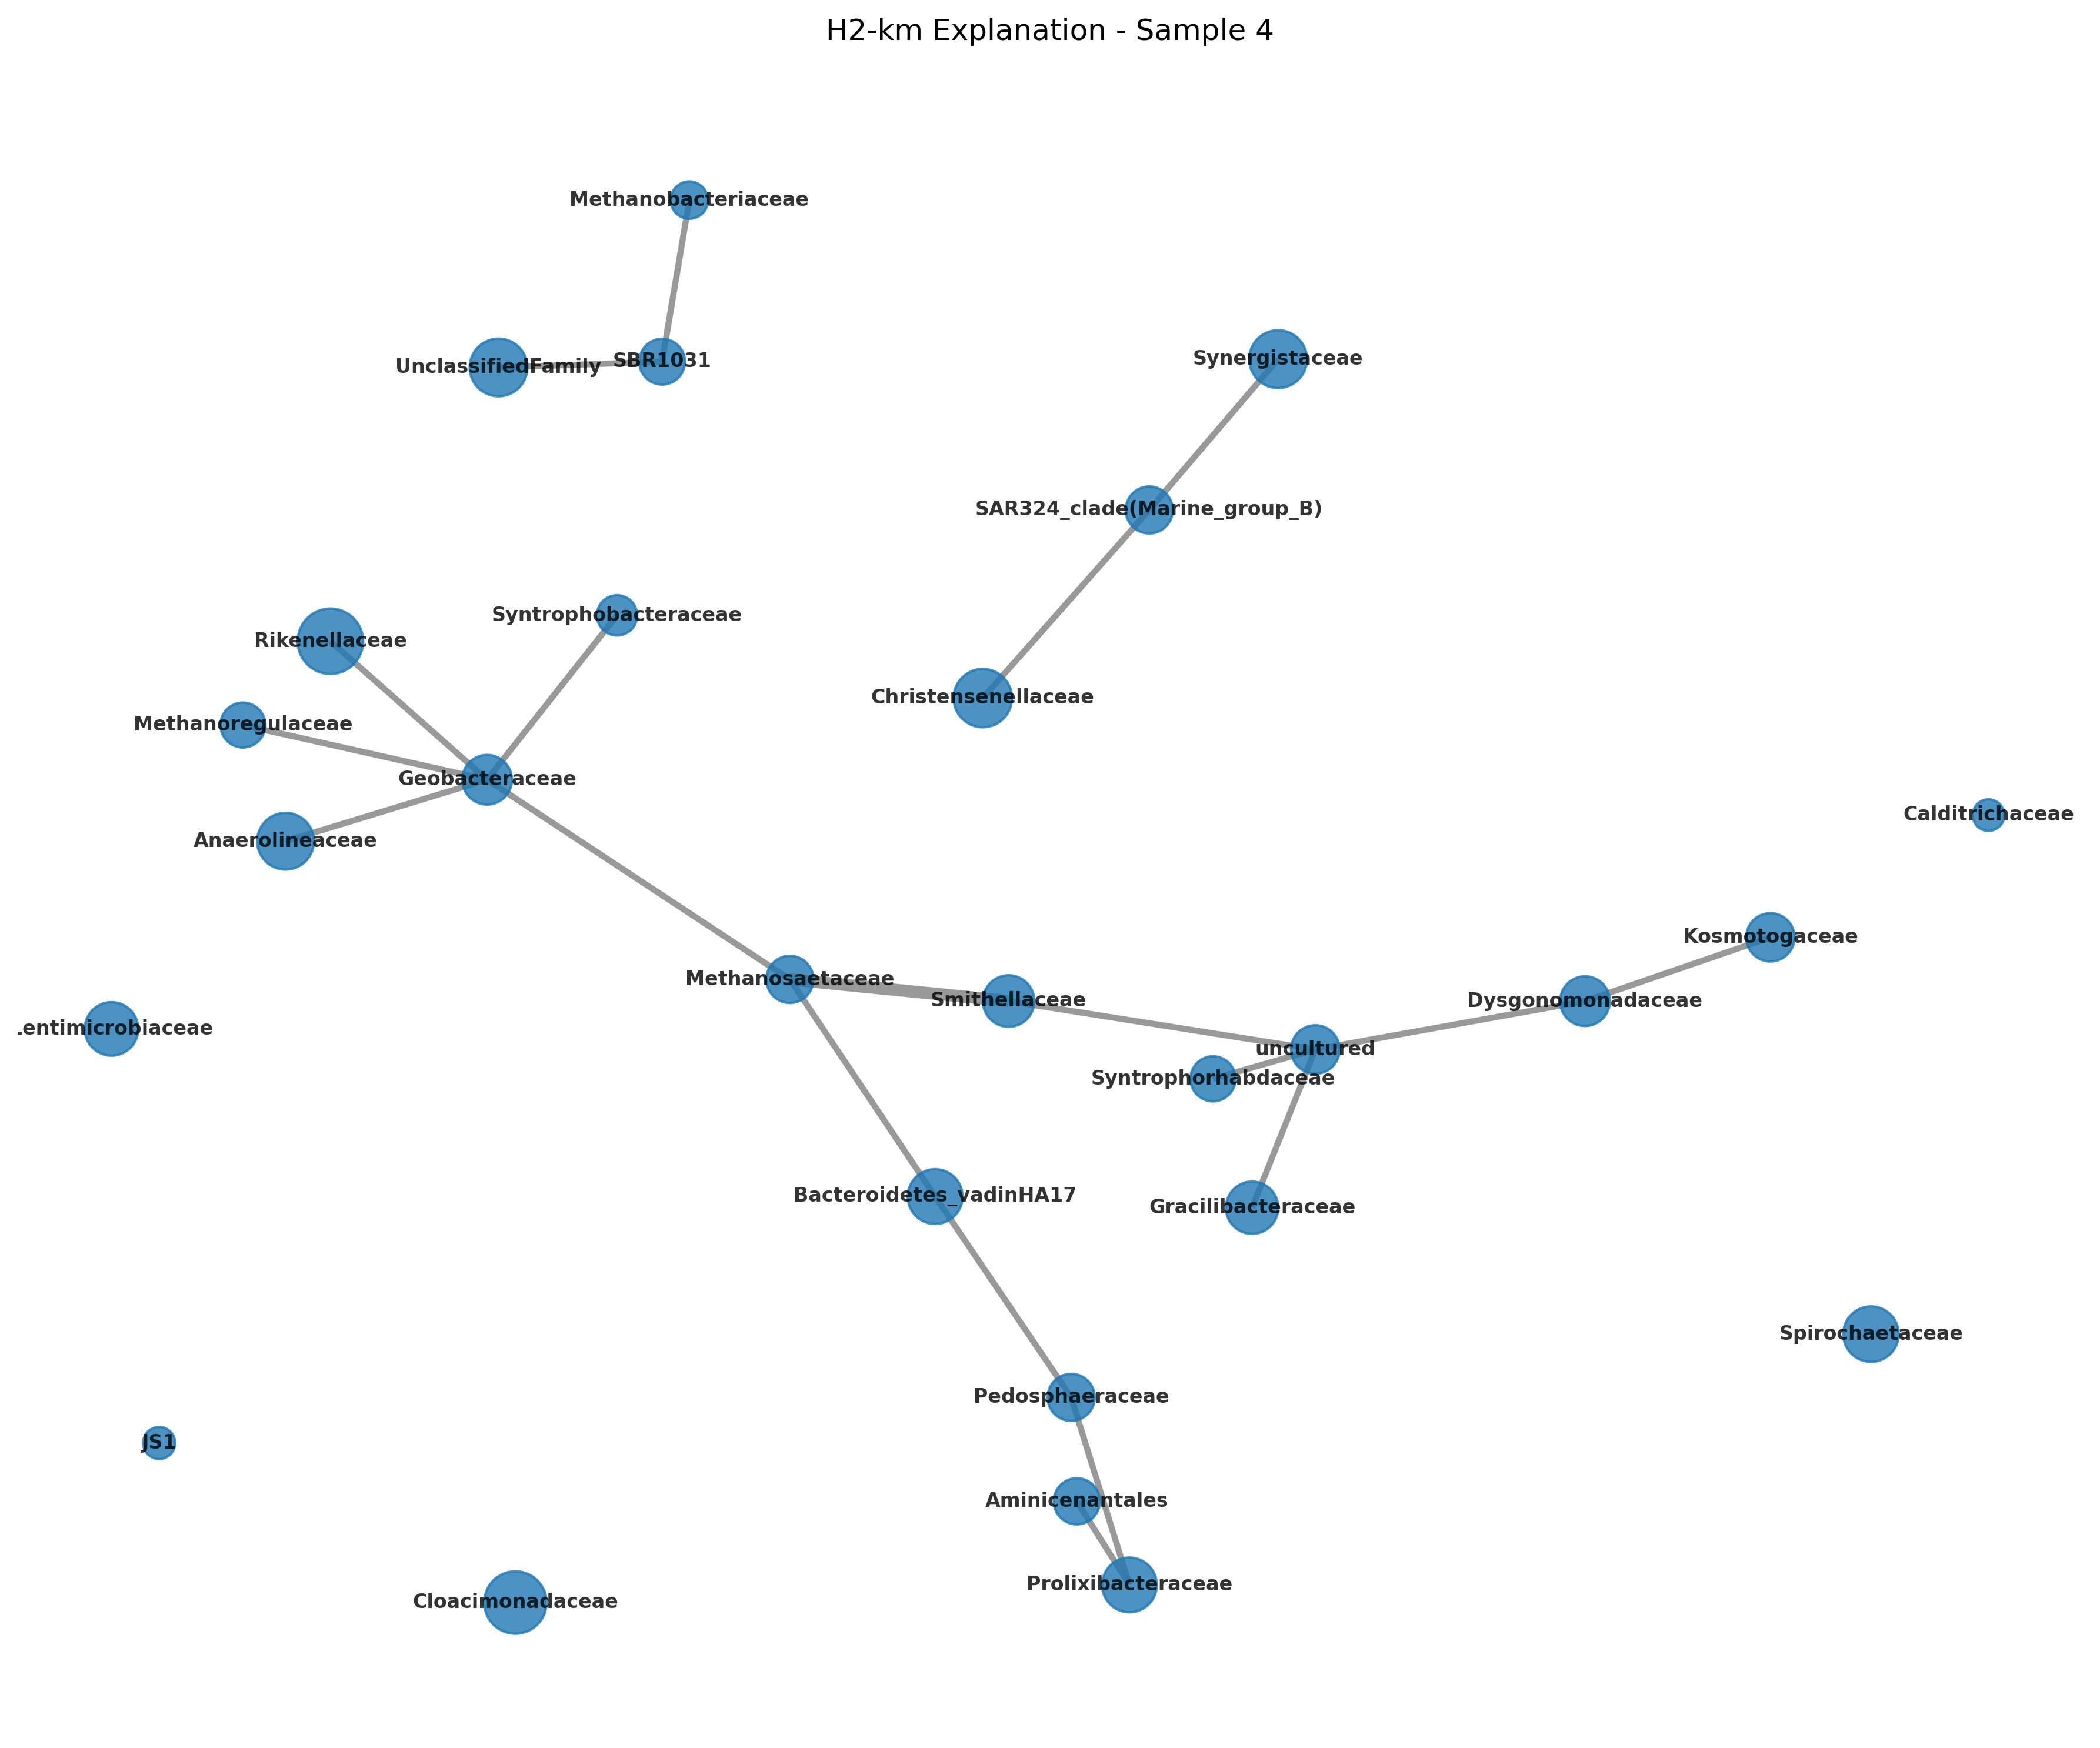 H2-km Explanation - Sample 4
Methanobacteriaceae
UnclassifiedFamily
SBR1031
Synergistaceae
SAR324_clade(Marine_group_B)
Syntrophobacteraceae
Rikenellaceae
Christensenellaceae
Methanoregulaceae
Geobacteraceae
Calditrichaceae
Anaerolineaceae
Kosmotogaceae
Methanosaetaceae
Smithellaceae
Dysgonomonadaceae
entimicrobiaceae
uncultured
Syntrophorhabdaceae
Bacteroidetes_vadinHA17
Gracilibacteraceae
Spirochaetaceae
Pedosphaeraceae
JS1
Aminicenantales
Prolixibacteraceae
Cloacimonadaceae